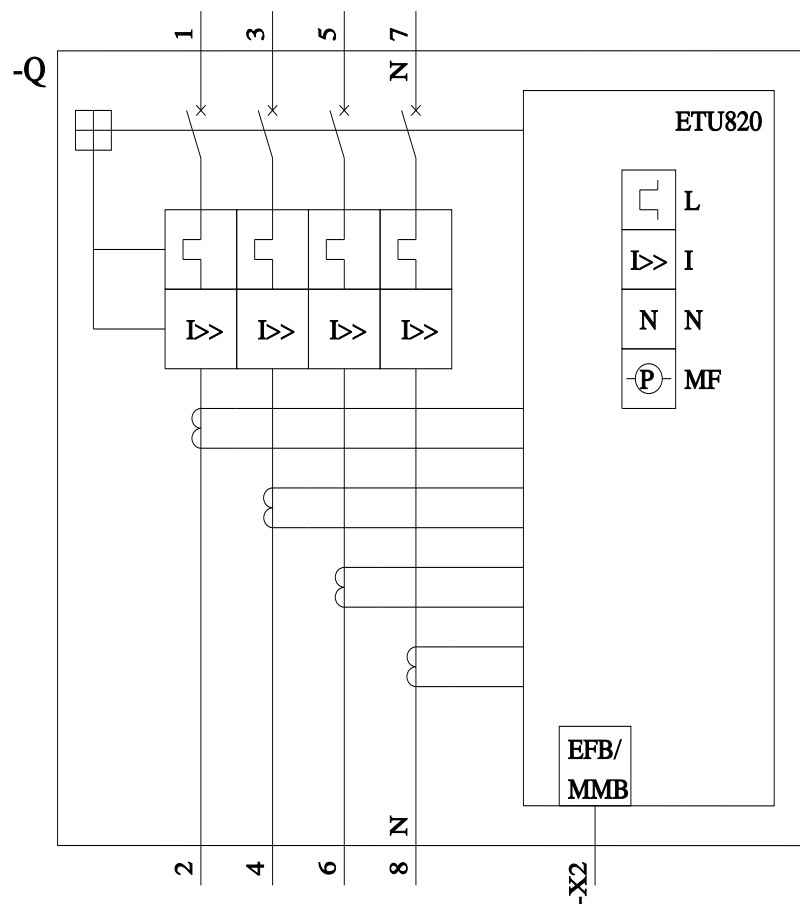 1 3 5 7
-Q
N
ETU820
L
I>> I
N N
P MF
I>> I>> I>> I>>
EFB/
MMB
N
2 4 6 8
-X2